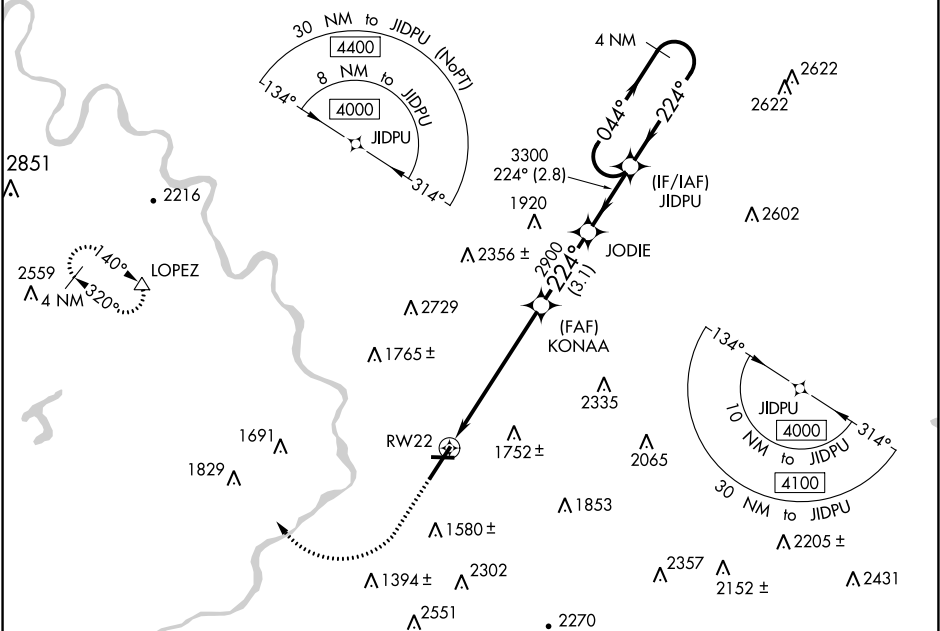 30 NM to JIDPU (NoPT)
4400
8 NM to JIDPU
134°
4000
JIDPU
314°
4 NM
044°
224°
2622
2622
3300
224° (2.8)
(IF/IAF)
JIDPU
2851
2216
1920
2602
JODIE
2356 ±
2900
224°
(3.1)
2559
4 NM
140°
320°
LOPEZ
2729
(FAF)
KONAA
1765 ±
2335
134°
JIDPU
4000
10 NM to JIDPU
314°
4100
30 NM to JIDPU
RW22
1691
1829
1752 ±
2065
1853
1580 ±
2205 ±
1394 ±
2302
2357
2152 ±
2431
2551
2270